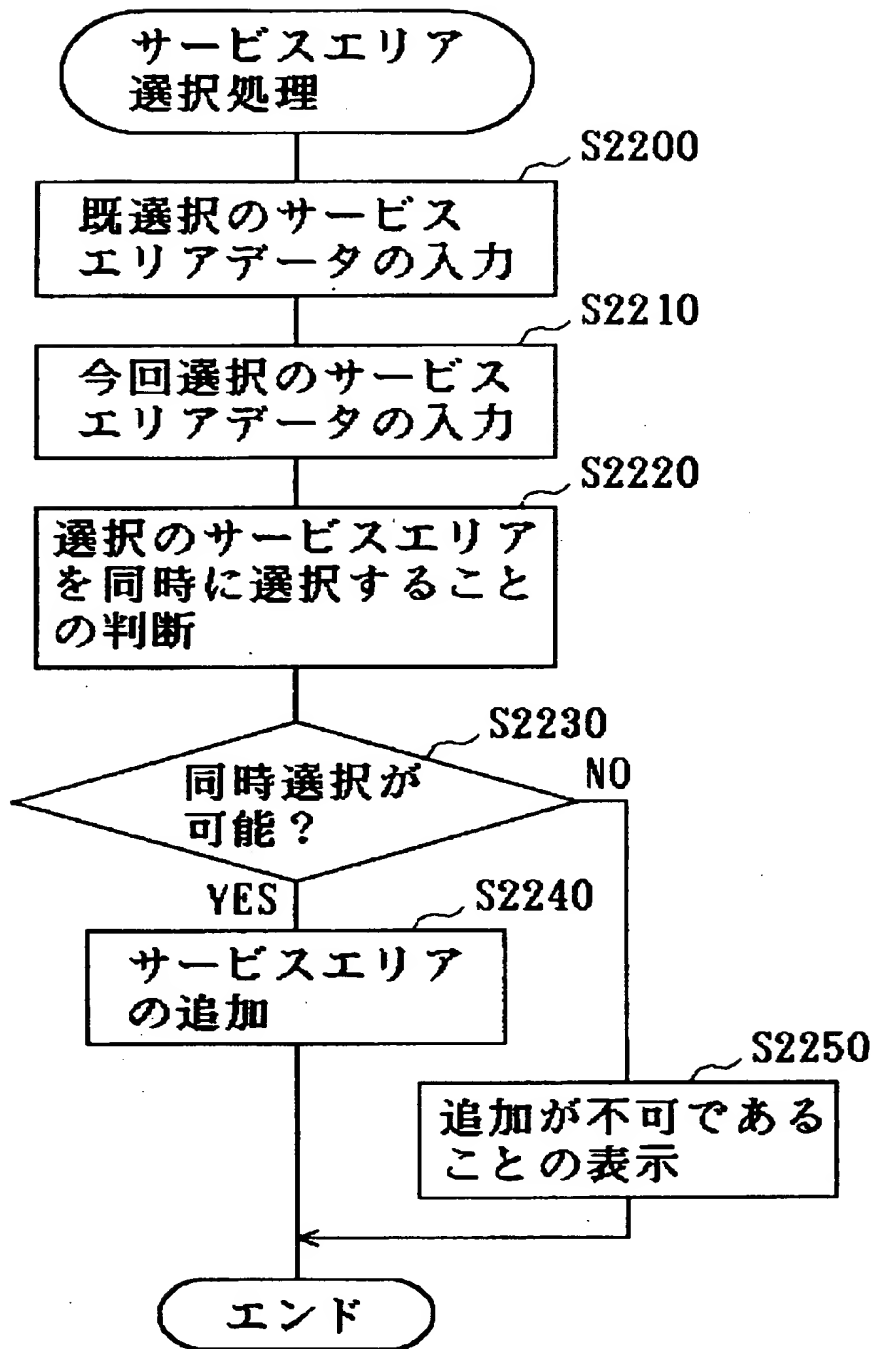 サービスエリア
選択処理
S2200
既選択のサービス
エリアデータの入力
S2210
今回選択のサービス
エリアデータの入力
S2220
選択のサービスエリア
を同時に選択すること
の判断
S2230
同時選択が
可能?
NO
YES
S2240
サービスエリア
の追加
S2250
追加が不可である
ことの表示
エンド